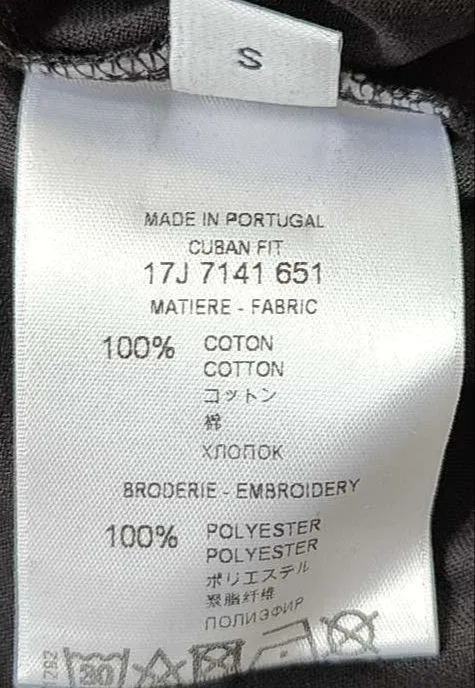 S
MADE IN PORTUGAL
CUBAN FIT
17J 7141 651
MATIERE - FABRIC
100% COTON
COTTON
コットン
棉
ХЛОПОК
BRODERIE - EMBROIDERY
100% POLYESTER
POLYESTER
ポリエステル
聚脂纤维
ПОЛИЭФИР
30